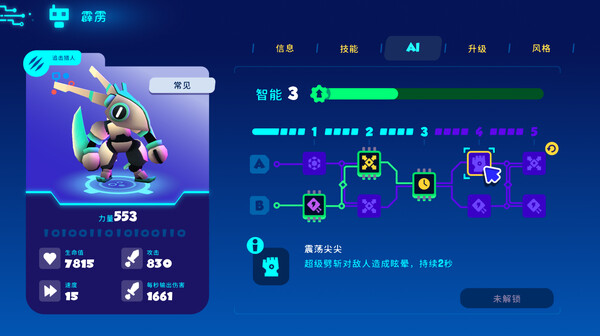 霹雳
信息
技能
AI
升级
风格
追击猎人
常见
智能 3
1 2 3 4 5
A
B
力量553
生命值
7815
攻击
830
速度
15
每秒输出伤害
1661
震荡尖尖
超级劈斩对敌人造成眩晕，持续2秒
未解锁